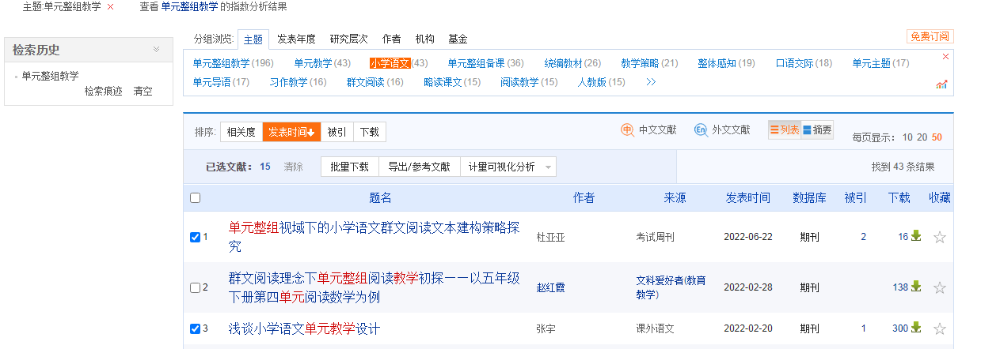 主题:单元整组教学 × 查看 单元整组教学 的指数分析结果
检索历史
单元整组教学
检索痕迹 清空
分组浏览: 主题 发表年度 研究层次 作者 机构 基金 免费订阅
单元整组教学(196) 单元教学(43) 小学语文(43) 单元整组备课(36) 统编教材(26) 教学策略(21) 整体感知(19) 口语交际(18) 单元主题(17)
单元导语(17) 习作教学(16) 群文阅读(16) 略读课文(15) 阅读教学(15) 人教版(15) >>
排序: 相关度 发表时间 被引 下载 中 中文文献 En 外文文献 列表 摘要 每页显示: 10 20 50
已选文献: 15 清除 批量下载 导出/参考文献 计量可视化分析 找到 43 条结果
题名 作者 来源 发表时间 数据库 被引 下载 收藏
1 单元整组视域下的小学语文群文阅读文本建构策略探 杜亚亚 考试周刊 2022-06-22 期刊 2 16
究
2 群文阅读理念下单元整组阅读教学初探——以五年级 赵红霞 文科爱好者(教育 2022-02-28 期刊 138
下册第四单元阅读数学为例 教学)
3 浅谈小学语文单元教学设计 张宇 课外语文 2022-02-20 期刊 1 300